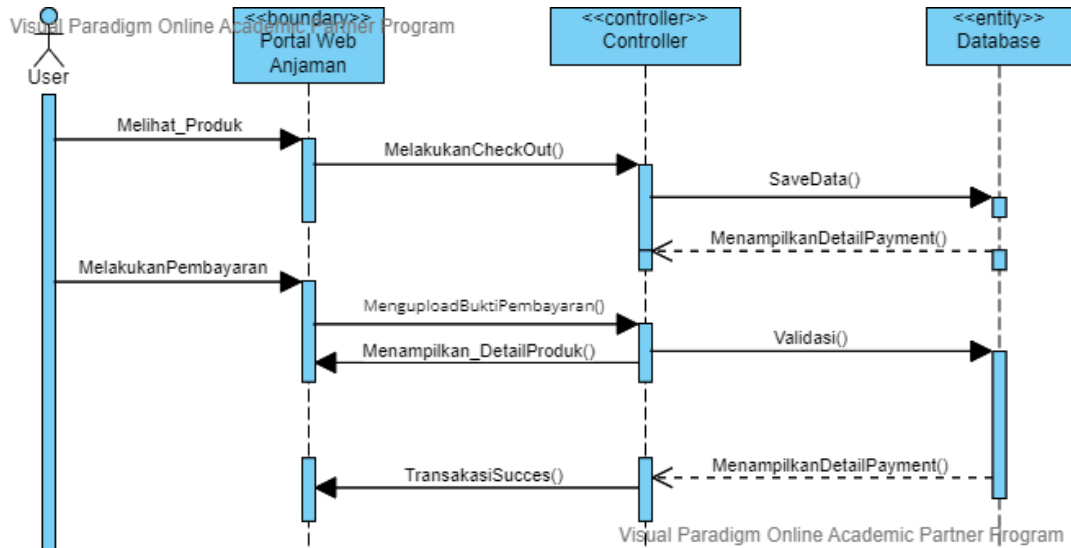 Visual Paradigm Online Academic Partner Program
<<boundary>>
Portal Web
Anjaman
<<controller>>
Controller
<<entity>>
Database
User
Melihat_Produk
MelakukanCheckOut()
SaveData()
MenampilkanDetailPayment()
MelakukanPembayaran
MenguploadBuktiPembayaran()
Validasi()
Menampilkan_DetailProduk()
MenampilkanDetailPayment()
TransakasiSucces()
Visual Paradigm Online Academic Partner Program